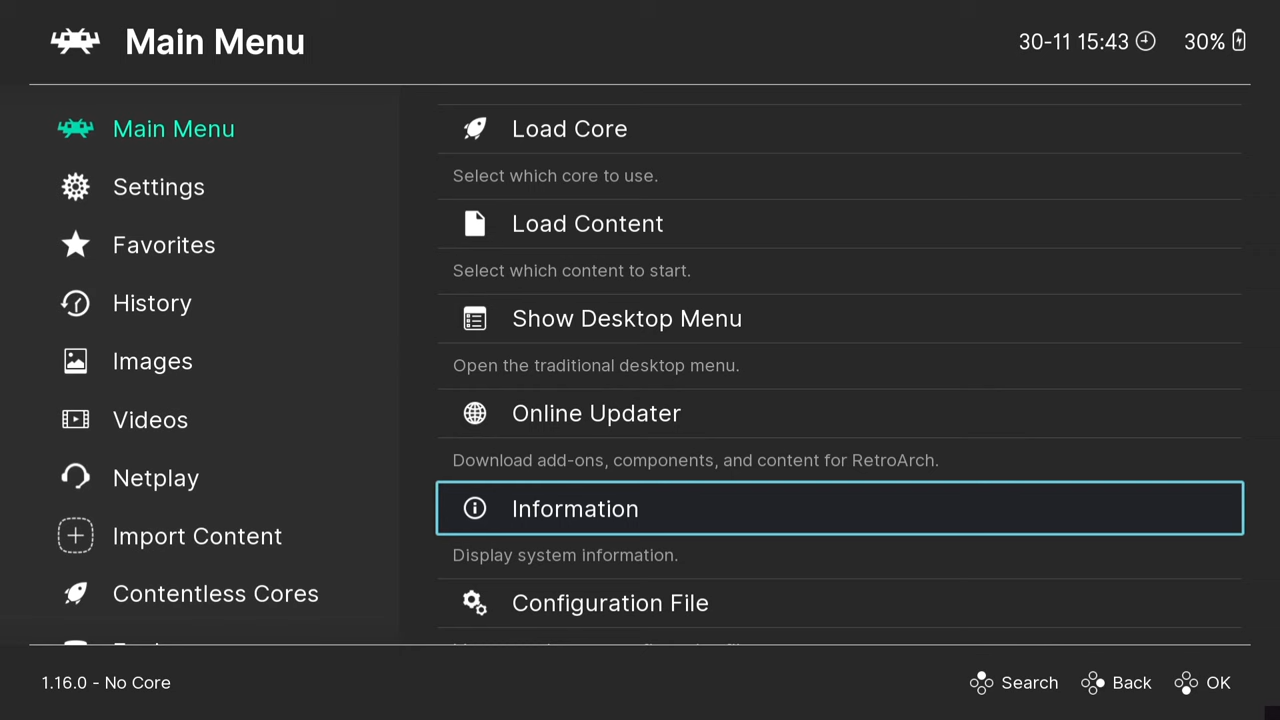 Main Menu
30-11 15:43
30%
Main Menu
Settings
Favorites
History
Images
Videos
Netplay
Import Content
Contentless Cores
Load Core
Select which core to use.
Load Content
Select which content to start.
Show Desktop Menu
Open the traditional desktop menu.
Online Updater
Download add-ons, components, and content for RetroArch.
Information
Display system information.
Configuration File
1.16.0 - No Core
Search
Back
OK